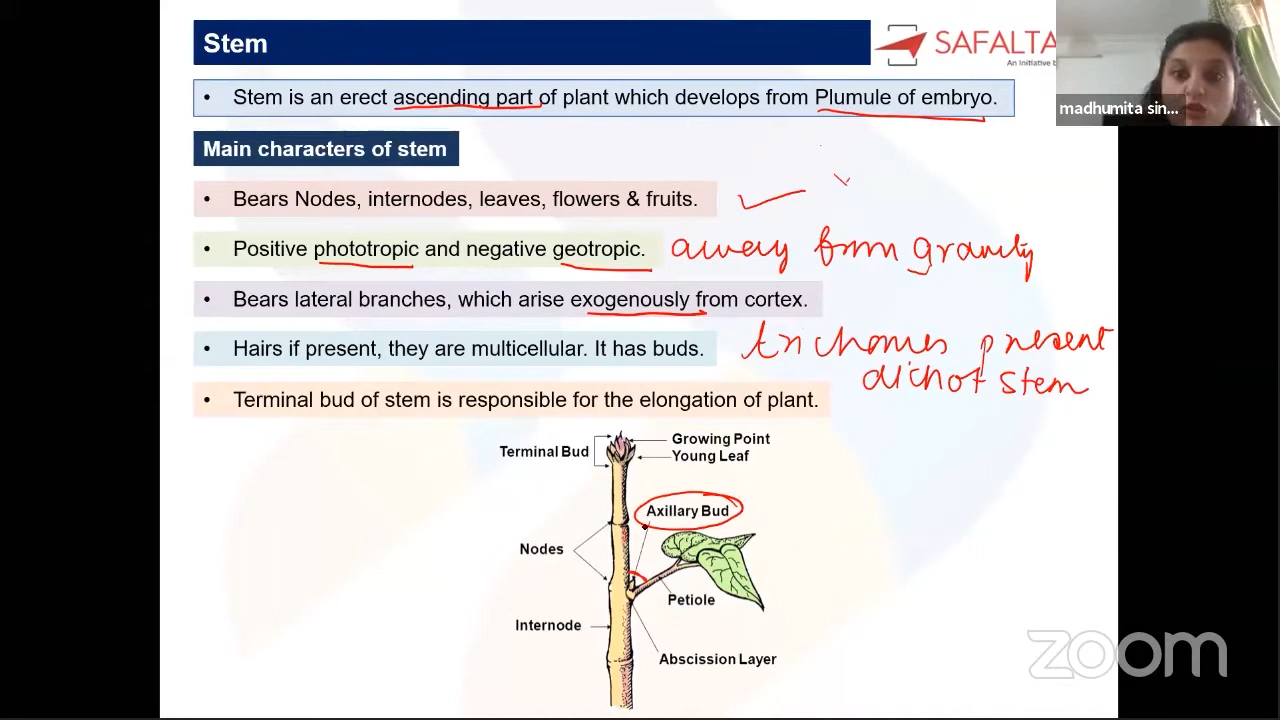 Stem
SAFALTA
An Initiative b
madhumita sin...
• Stem is an erect ascending part of plant which develops from Plumule of embryo.
Main characters of stem
• Bears Nodes, internodes, leaves, flowers & fruits.
• Positive phototropic and negative geotropic. away from gravity
• Bears lateral branches, which arise exogenously from cortex.
• Hairs if present, they are multicellular. It has buds. trichomes present
dicnot stem
• Terminal bud of stem is responsible for the elongation of plant.
Terminal Bud
Growing Point
Young Leaf
Axillary Bud
Nodes
Petiole
Internode
Abscission Layer
zoom